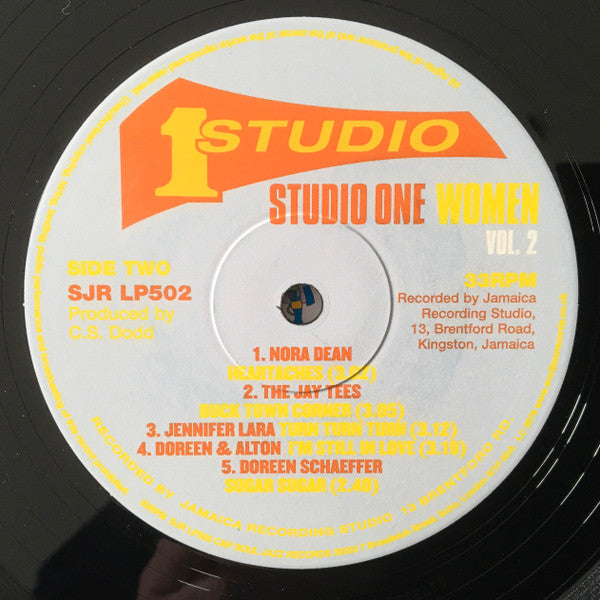 1 STUDIO
STUDIO ONE WOMEN
VOL. 2
SIDE TWO
SJR LP502
Produced by
C.S. Dodd
33RPM
Recorded by Jamaica
Recording Studio,
13, Brentford Road,
Kingston, Jamaica
1. NORA DEAN
HEARTACHES (3.02)
2. THE JAY TEES
BUCK TOWN CORNER (3.05)
3. JENNIFER LARA TURN TURN TURN (3.12)
4. DOREEN & ALTON I'M STILL IN LOVE (3.19)
5. DOREEN SCHAEFFER
SUGAR SUGAR (2.40)
RECORDED BY JAMAICA RECORDING STUDIO 13 BRENTFORD RD.